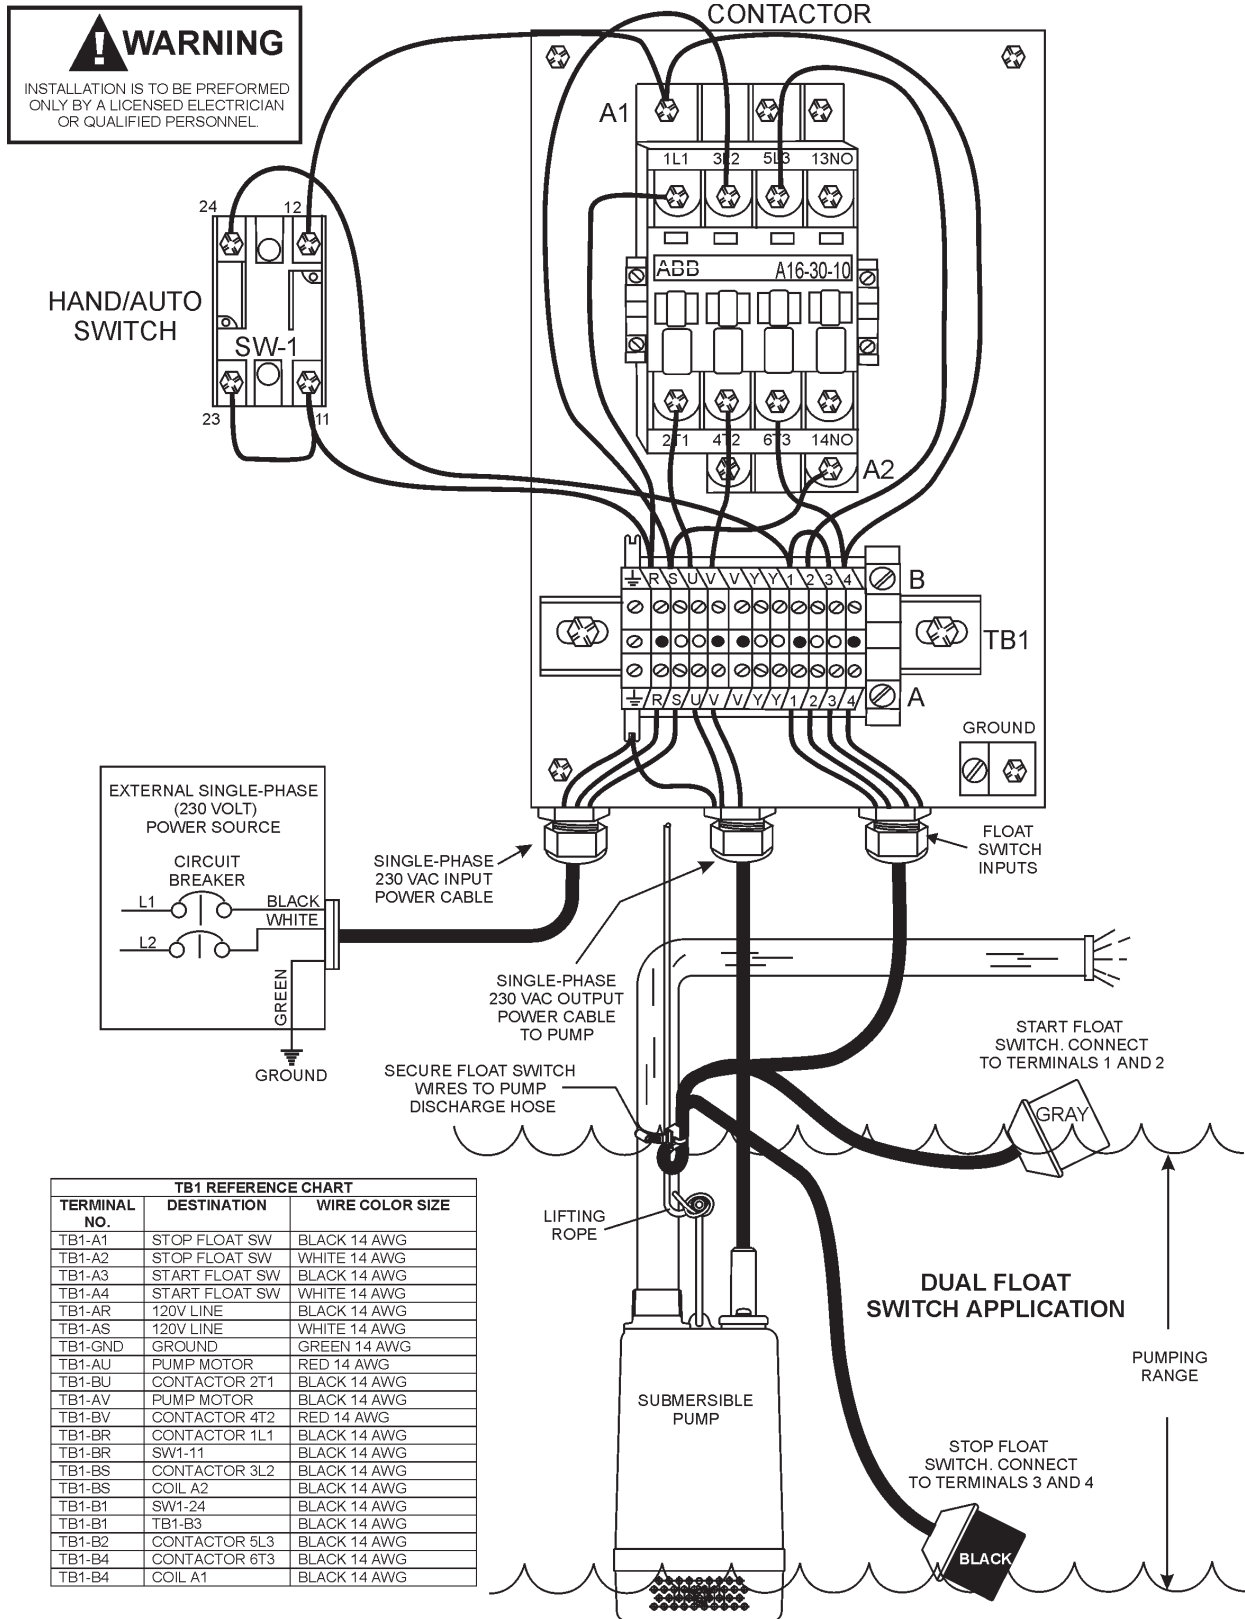 WARNING
INSTALLATION IS TO BE PREFORMED
ONLY BY A LICENSED ELECTRICIAN
OR QUALIFIED PERSONNEL.
CONTACTOR
A1
1L1 3L2 5L3 13NO
24 12
HAND/AUTO
SWITCH
SW-1
23 11
ABB A16-30-10
2T1 4T2 6T3 14NO
A2
R S U V V Y Y 1 2 3 4
B
TB1
R S U V V Y Y 1 2 3 4
A
GROUND
EXTERNAL SINGLE-PHASE
(230 VOLT)
POWER SOURCE
CIRCUIT
BREAKER
L1
BLACK
WHITE
L2
GREEN
GROUND
SINGLE-PHASE
230 VAC INPUT
POWER CABLE
FLOAT
SWITCH
INPUTS
SINGLE-PHASE
230 VAC OUTPUT
POWER CABLE
TO PUMP
START FLOAT
SWITCH. CONNECT
TO TERMINALS 1 AND 2
SECURE FLOAT SWITCH
WIRES TO PUMP
DISCHARGE HOSE
GRAY
LIFTING
ROPE
DUAL FLOAT
SWITCH APPLICATION
PUMPING
RANGE
SUBMERSIBLE
PUMP
STOP FLOAT
SWITCH. CONNECT
TO TERMINALS 3 AND 4
BLACK
TB1 REFERENCE CHART
TERMINAL NO. DESTINATION WIRE COLOR SIZE
TB1-A1 STOP FLOAT SW BLACK 14 AWG
TB1-A2 STOP FLOAT SW WHITE 14 AWG
TB1-A3 START FLOAT SW BLACK 14 AWG
TB1-A4 START FLOAT SW WHITE 14 AWG
TB1-AR 120V LINE BLACK 14 AWG
TB1-AS 120V LINE WHITE 14 AWG
TB1-GND GROUND GREEN 14 AWG
TB1-AU PUMP MOTOR RED 14 AWG
TB1-BU CONTACTOR 2T1 BLACK 14 AWG
TB1-AV PUMP MOTOR BLACK 14 AWG
TB1-BV CONTACTOR 4T2 RED 14 AWG
TB1-BR CONTACTOR 1L1 BLACK 14 AWG
TB1-BR SW1-11 BLACK 14 AWG
TB1-BS CONTACTOR 3L2 BLACK 14 AWG
TB1-BS COIL A2 BLACK 14 AWG
TB1-B1 SW1-24 BLACK 14 AWG
TB1-B1 TB1-B3 BLACK 14 AWG
TB1-B2 CONTACTOR 5L3 BLACK 14 AWG
TB1-B4 CONTACTOR 6T3 BLACK 14 AWG
TB1-B4 COIL A1 BLACK 14 AWG